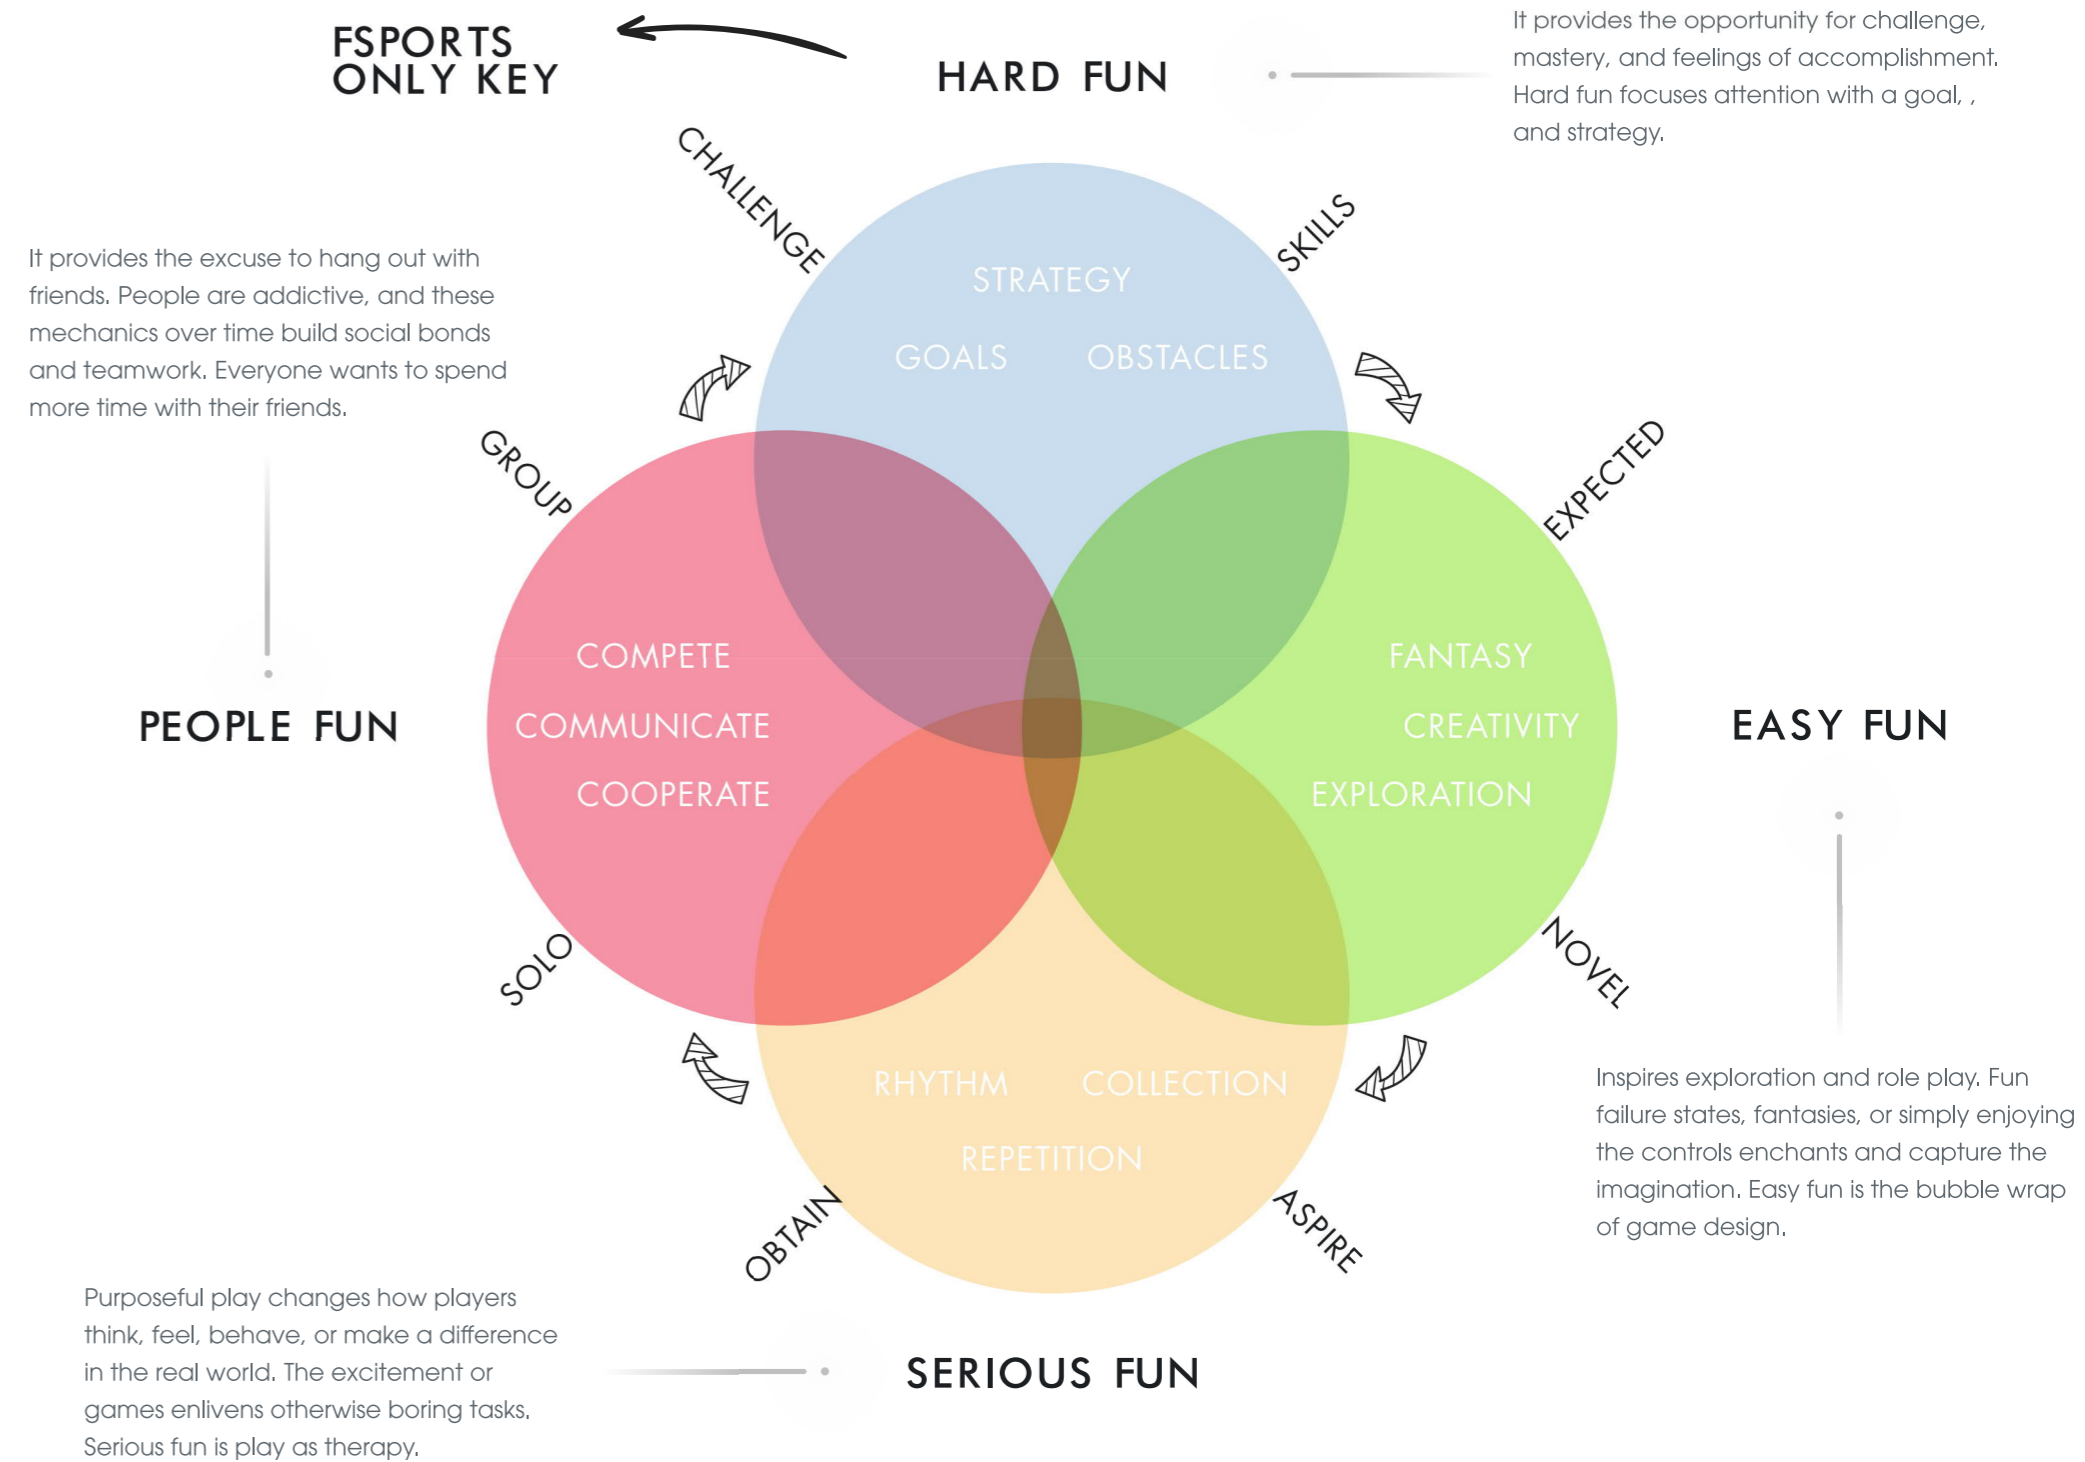 FSPORTS
ONLY KEY
HARD FUN
It provides the opportunity for challenge,
mastery, and feelings of accomplishment.
Hard fun focuses attention with a goal, ,
and strategy.
CHALLENGE
SKILLS
STRATEGY
GOALS OBSTACLES
It provides the excuse to hang out with
friends. People are addictive, and these
mechanics over time build social bonds
and teamwork. Everyone wants to spend
more time with their friends.
GROUP
EXPECTED
PEOPLE FUN
COMPETE
COMMUNICATE
COOPERATE
FANTASY
CREATIVITY
EXPLORATION
EASY FUN
SOLO
NOVEL
Inspires exploration and role play. Fun
failure states, fantasies, or simply enjoying
the controls enchants and capture the
imagination. Easy fun is the bubble wrap
of game design.
RHYTHM COLLECTION
REPETITION
OBTAIN
ASPIRE
Purposeful play changes how players
think, feel, behave, or make a difference
in the real world. The excitement or
games enlivens otherwise boring tasks.
Serious fun is play as therapy.
SERIOUS FUN